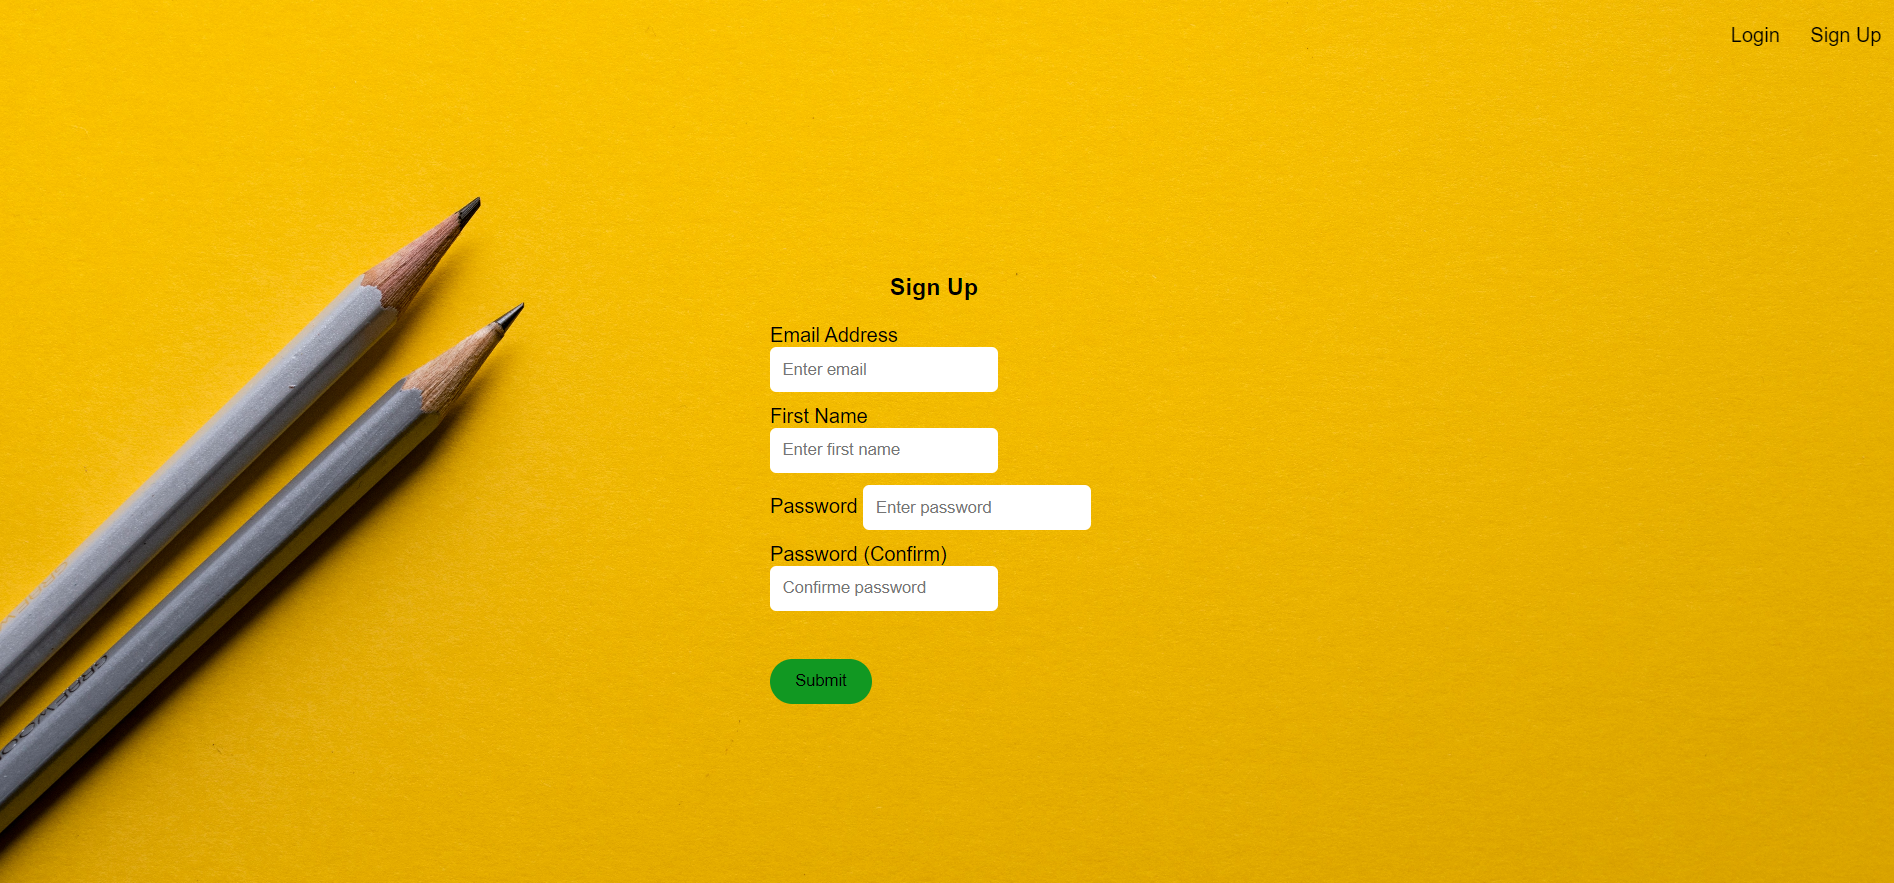 Login Sign Up
Sign Up
Email Address
Enter email
First Name
Enter first name
Password Enter password
Password (Confirm)
Confirme password
Submit